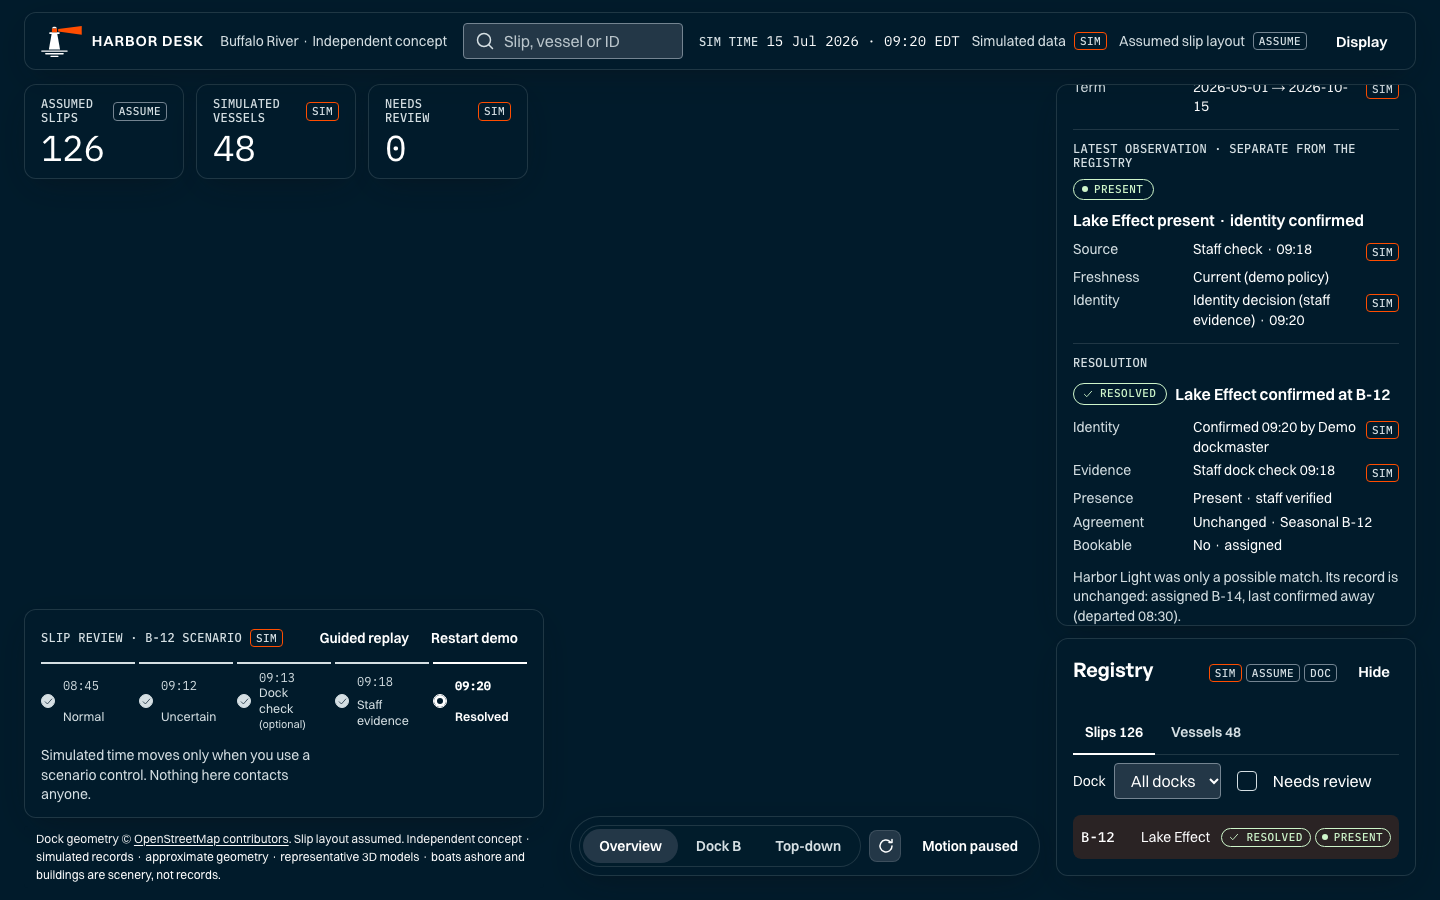 HARBOR DESK
Buffalo River · Independent concept
Slip, vessel or ID
SIM TIME 15 Jul 2026 · 09:20 EDT
Simulated data SIM
Assumed slip layout ASSUME
Display
ASSUMED SLIPS ASSUME
126
SIMULATED VESSELS SIM
48
NEEDS REVIEW SIM
0
Term 2026-05-01 → 2026-10-
15 SIM
LATEST OBSERVATION · SEPARATE FROM THE
REGISTRY
PRESENT
Lake Effect present · identity confirmed
Source Staff check · 09:18 SIM
Freshness Current (demo policy)
Identity Identity decision (staff
evidence) · 09:20 SIM
RESOLUTION
RESOLVED Lake Effect confirmed at B-12
Identity Confirmed 09:20 by Demo
dockmaster SIM
Evidence Staff dock check 09:18 SIM
Presence Present · staff verified
Agreement Unchanged · Seasonal B-12
Bookable No · assigned
Harbor Light was only a possible match. Its record is
unchanged: assigned B-14, last confirmed away
(departed 08:30).
SLIP REVIEW · B-12 SCENARIO SIM
Guided replay
Restart demo
08:45
Normal
09:12
Uncertain
09:13
Dock
check
(optional)
09:18
Staff
evidence
09:20
Resolved
Simulated time moves only when you use a
scenario control. Nothing here contacts
anyone.
Dock geometry © OpenStreetMap contributors. Slip layout assumed. Independent concept ·
simulated records · approximate geometry · representative 3D models · boats ashore and
buildings are scenery, not records.
Overview
Dock B
Top-down
Motion paused
Registry SIM ASSUME DOC Hide
Slips 126
Vessels 48
Dock All docks Needs review
B-12 Lake Effect RESOLVED PRESENT